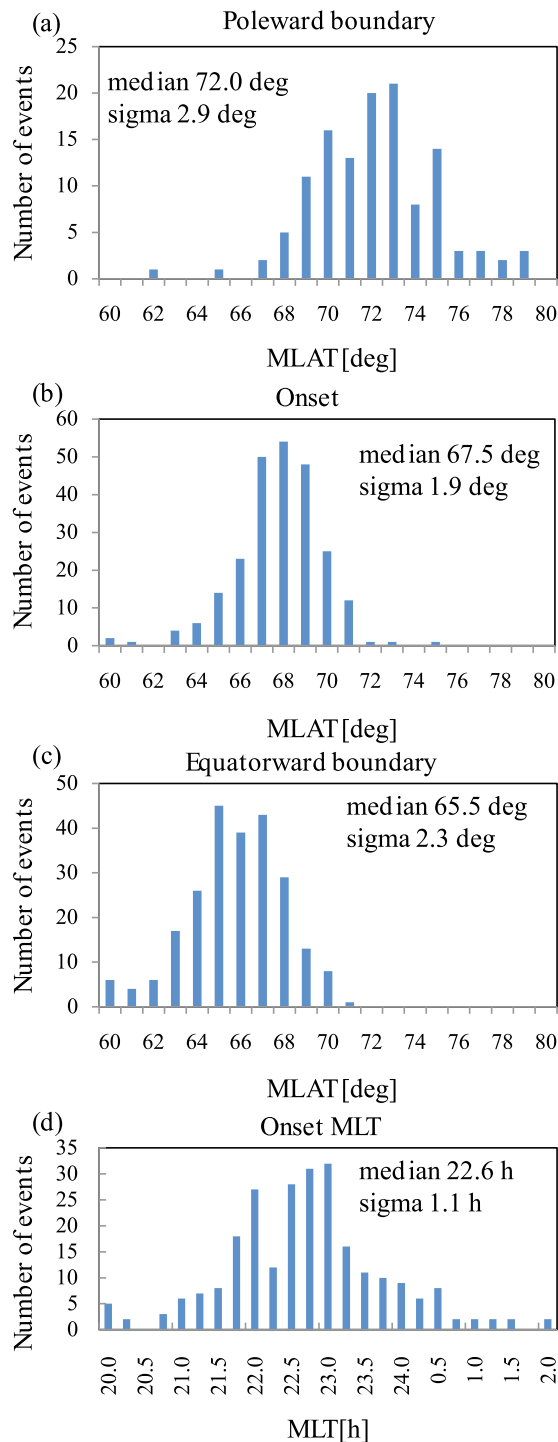 (a)
Poleward boundary
25
20
15
10
5
0
Number of events
median 72.0 deg
sigma 2.9 deg
60 62 64 66 68 70 72 74 76 78 80
MLAT [deg]
(b)
Onset
60
50
40
30
20
10
0
Number of events
median 67.5 deg
sigma 1.9 deg
60 62 64 66 68 70 72 74 76 78 80
MLAT [deg]
(c)
Equatorward boundary
50
40
30
20
10
0
Number of events
median 65.5 deg
sigma 2.3 deg
60 62 64 66 68 70 72 74 76 78 80
MLAT [deg]
(d)
Onset MLT
35
30
25
20
15
10
5
0
Number of events
median 22.6 h
sigma 1.1 h
20.0 20.5 21.0 21.5 22.0 22.5 23.0 23.5 24.0 0.5 1.0 1.5 2.0
MLT[h]